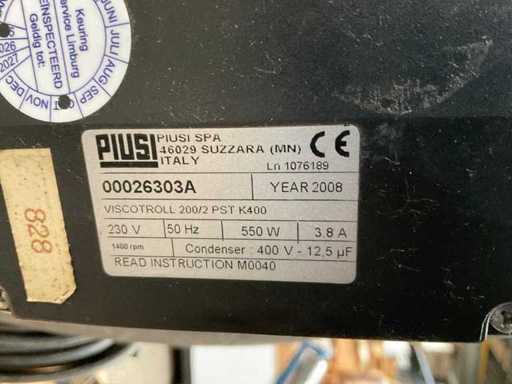 JUNI JULI AUG SEP
NOV DEC
Keuring
Service Limburg
Geldig tot:
GEINSPECTEERD
2026
2027
828
PIUSI
PIUSI SPA
46029 SUZZARA (MN)
ITALY
CE
Ln 1076189
00026303A
YEAR 2008
VISCOTROLL 200/2 PST K400
230 V
50 Hz
550 W
3.8 A
1400 rpm
Condenser : 400 V - 12,5 µF
READ INSTRUCTION M0040